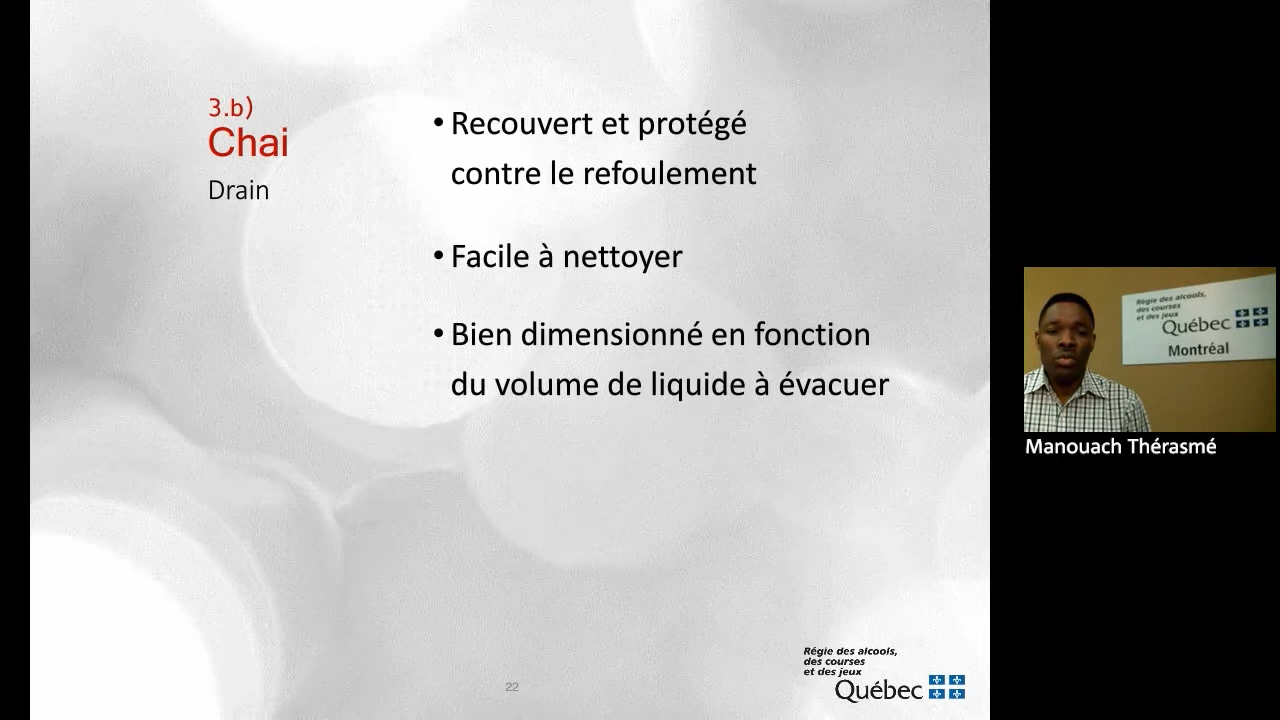 3.b)
Chai
Drain
• Recouvert et protégé
contre le refoulement
• Facile à nettoyer
• Bien dimensionné en fonction
du volume de liquide à évacuer
22
Régie des alcools,
des courses
et des jeux
Québec
Régie des alcools,
des courses
et des jeux
Québec
Montréal
Manouach Thérasmé